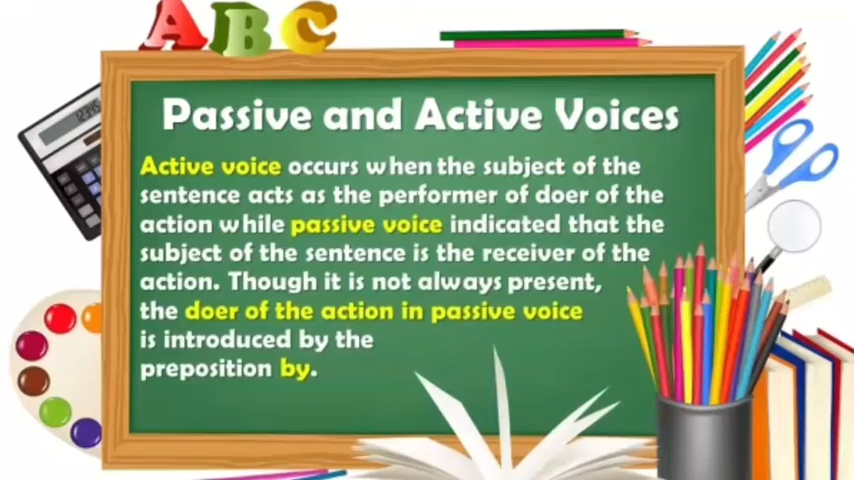 ABC
Passive and Active Voices
Active voice occurs when the subject of the
sentence acts as the performer of doer of the
action while passive voice indicated that the
subject of the sentence is the receiver of the
action. Though it is not always present,
the doer of the action in passive voice
is introduced by the
preposition by.